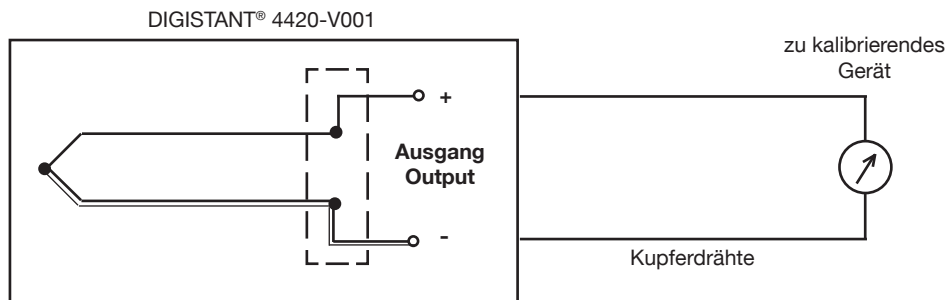 DIGISTANT® 4420-V001
zu kalibrierendes
Gerät
+
Ausgang
Output
-
Kupferdrähte